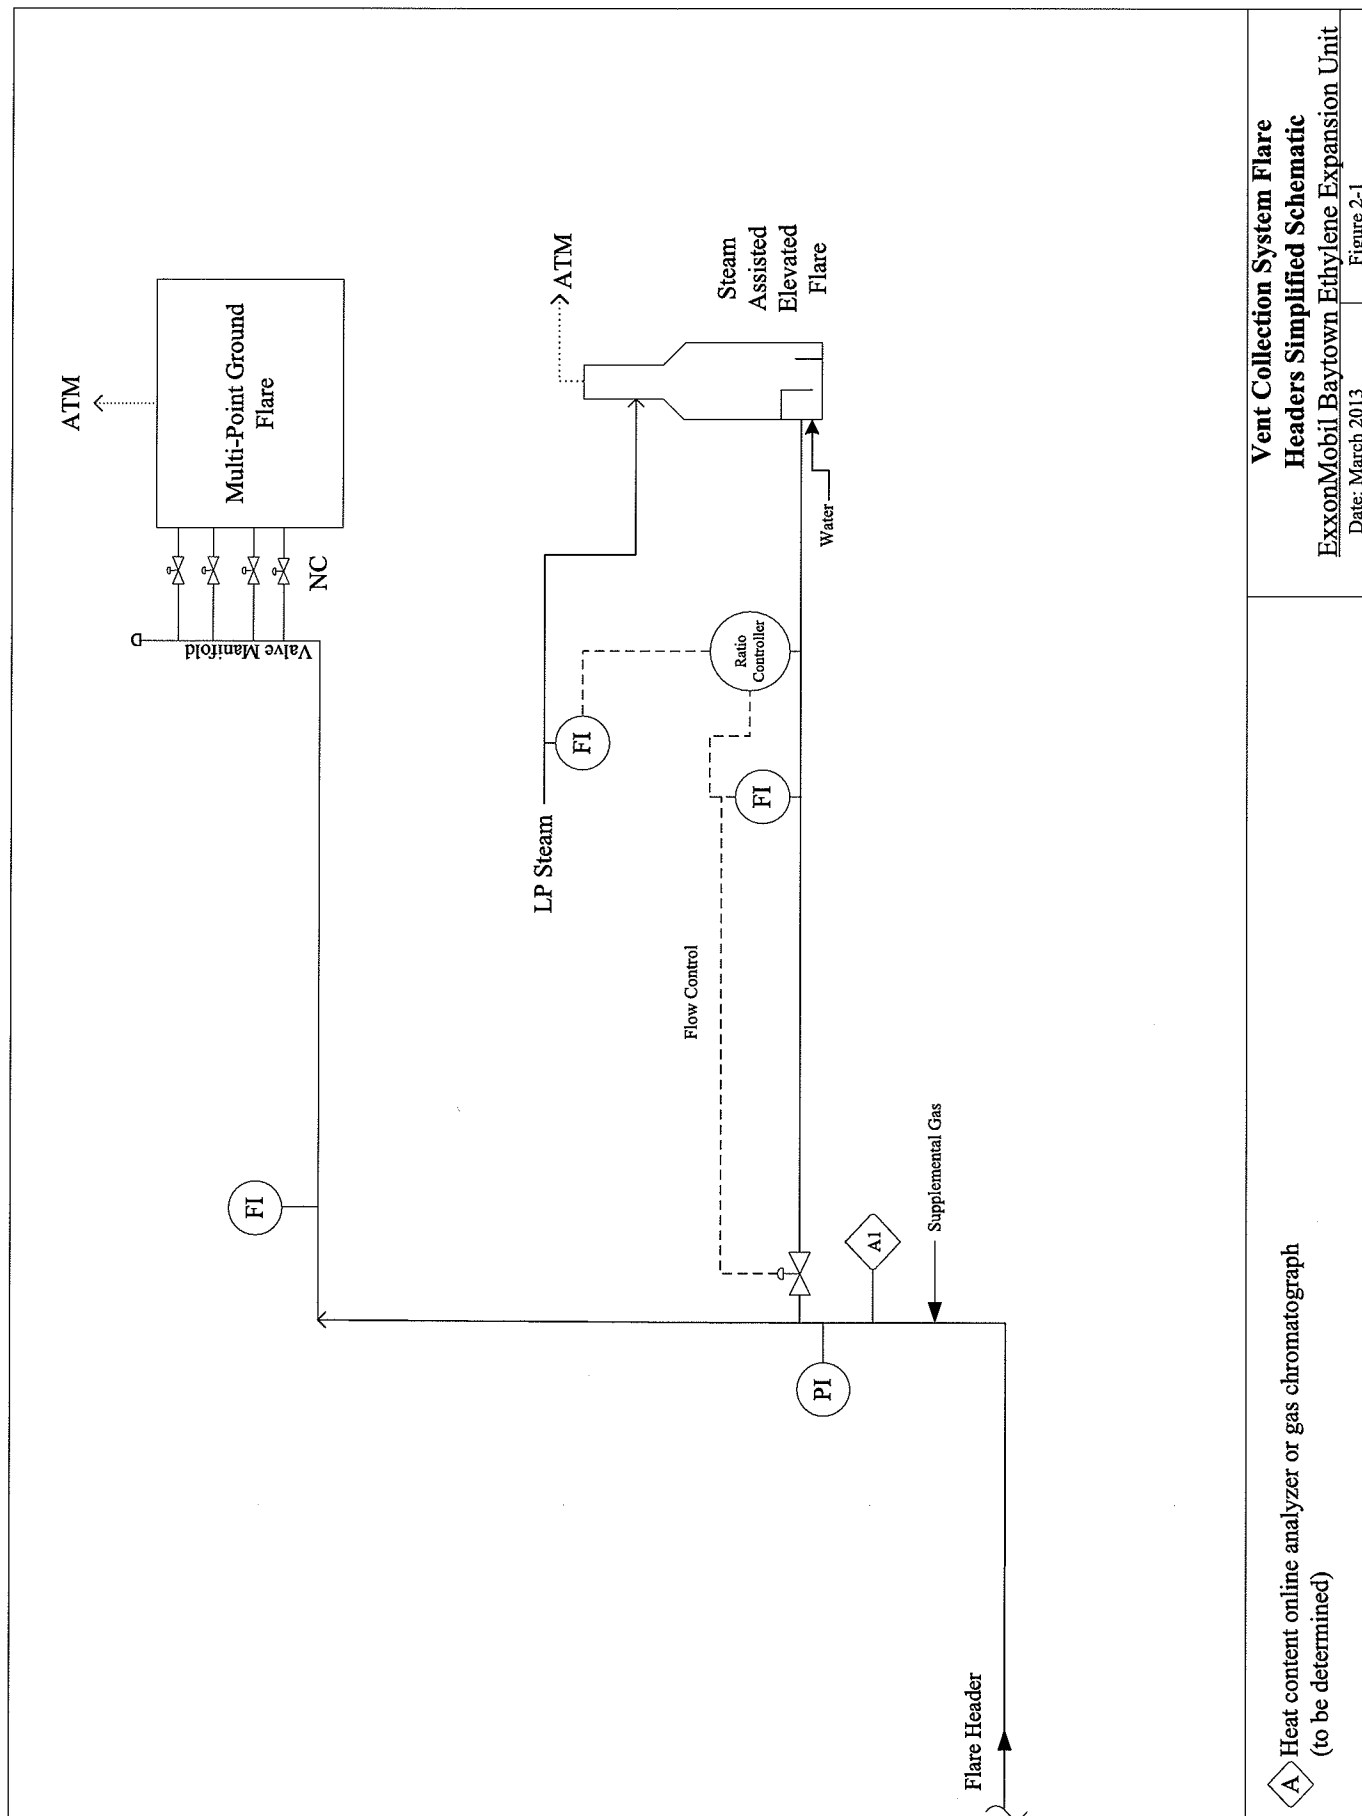 ATM
Multi-Point Ground
Flare
NC
Valve Manifold
FI
ATM
Steam
Assisted
Elevated
Flare
LP Steam
FI
Ratio
Controller
Water
FI
Flow Control
PI
A1
Supplemental Gas
Flare Header
A Heat content online analyzer or gas chromatograph
(to be determined)
Vent Collection System Flare
Headers Simplified Schematic
ExxonMobil Baytown Ethylene Expansion Unit
Date: March 2013
Figure 2-1